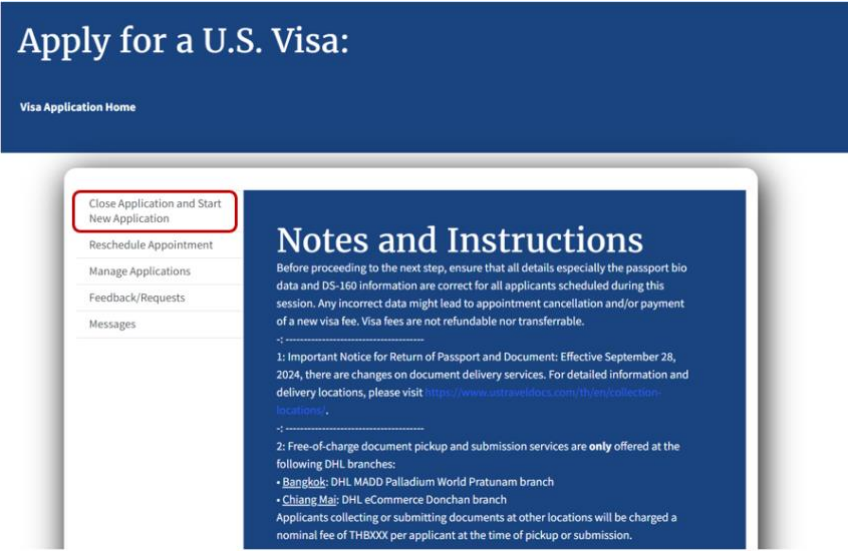 Apply for a U.S. Visa:
Visa Application Home
Close Application and Start
New Application
Reschedule Appointment
Manage Applications
Feedback/Requests
Messages
Notes and Instructions
Before proceeding to the next step, ensure that all details especially the passport bio
data and DS-160 information are correct for all applicants scheduled during this
session. Any incorrect data might lead to appointment cancellation and/or payment
of a new visa fee. Visa fees are not refundable nor transferrable.
-: -------------------------------------
1: Important Notice for Return of Passport and Document: Effective September 28,
2024, there are changes on document delivery services. For detailed information and
delivery locations, please visit https://www.ustraveldocs.com/th/en/collection-
locations/.
-: -------------------------------------
2: Free-of-charge document pickup and submission services are only offered at the
following DHL branches:
• Bangkok: DHL MADD Palladium World Pratunam branch
• Chiang Mai: DHL eCommerce Donchan branch
Applicants collecting or submitting documents at other locations will be charged a
nominal fee of THBXXX per applicant at the time of pickup or submission.